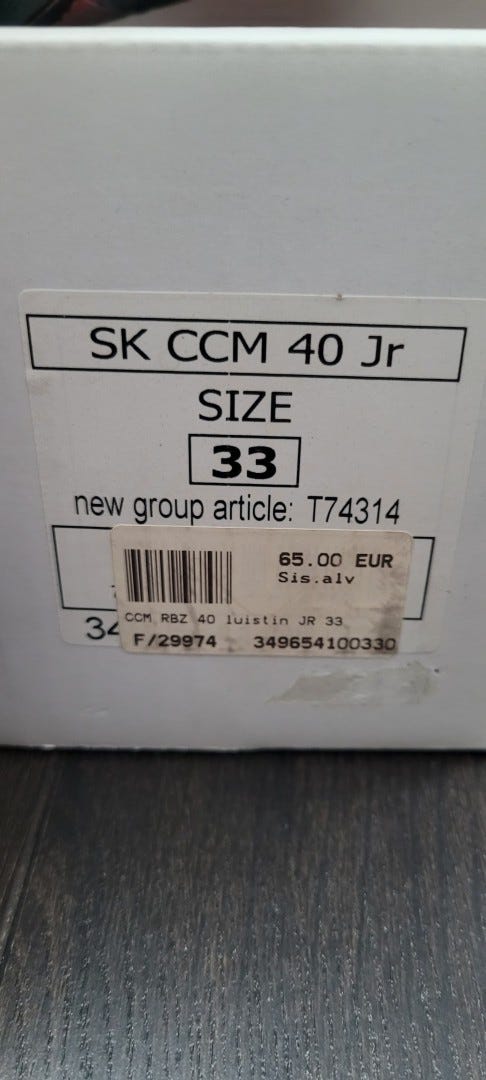 SK CCM 40 Jr
SIZE
33
new group article: T74314
65.00 EUR
Sis.alv
CCM RBZ 40 luistin JR 33
34
F/29974 349654100330